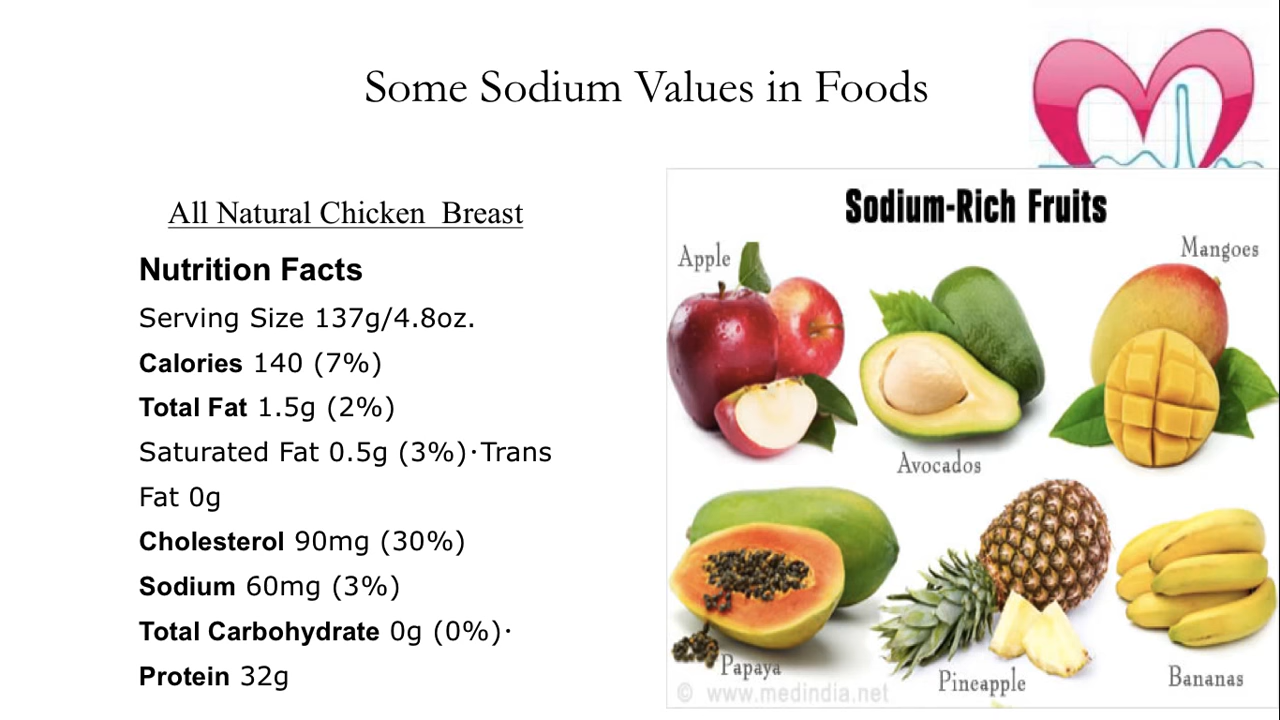 Some Sodium Values in Foods
All Natural Chicken  Breast
Nutrition Facts
Serving Size 137g/4.8oz.
Calories 140 (7%)
Total Fat 1.5g (2%)
Saturated Fat 0.5g (3%)·Trans
Fat 0g
Cholesterol 90mg (30%)
Sodium 60mg (3%)
Total Carbohydrate 0g (0%)·
Protein 32g
Sodium-Rich Fruits
Apple
Mangoes
Avocados
Papaya
Pineapple
Bananas
© www.medindia.net